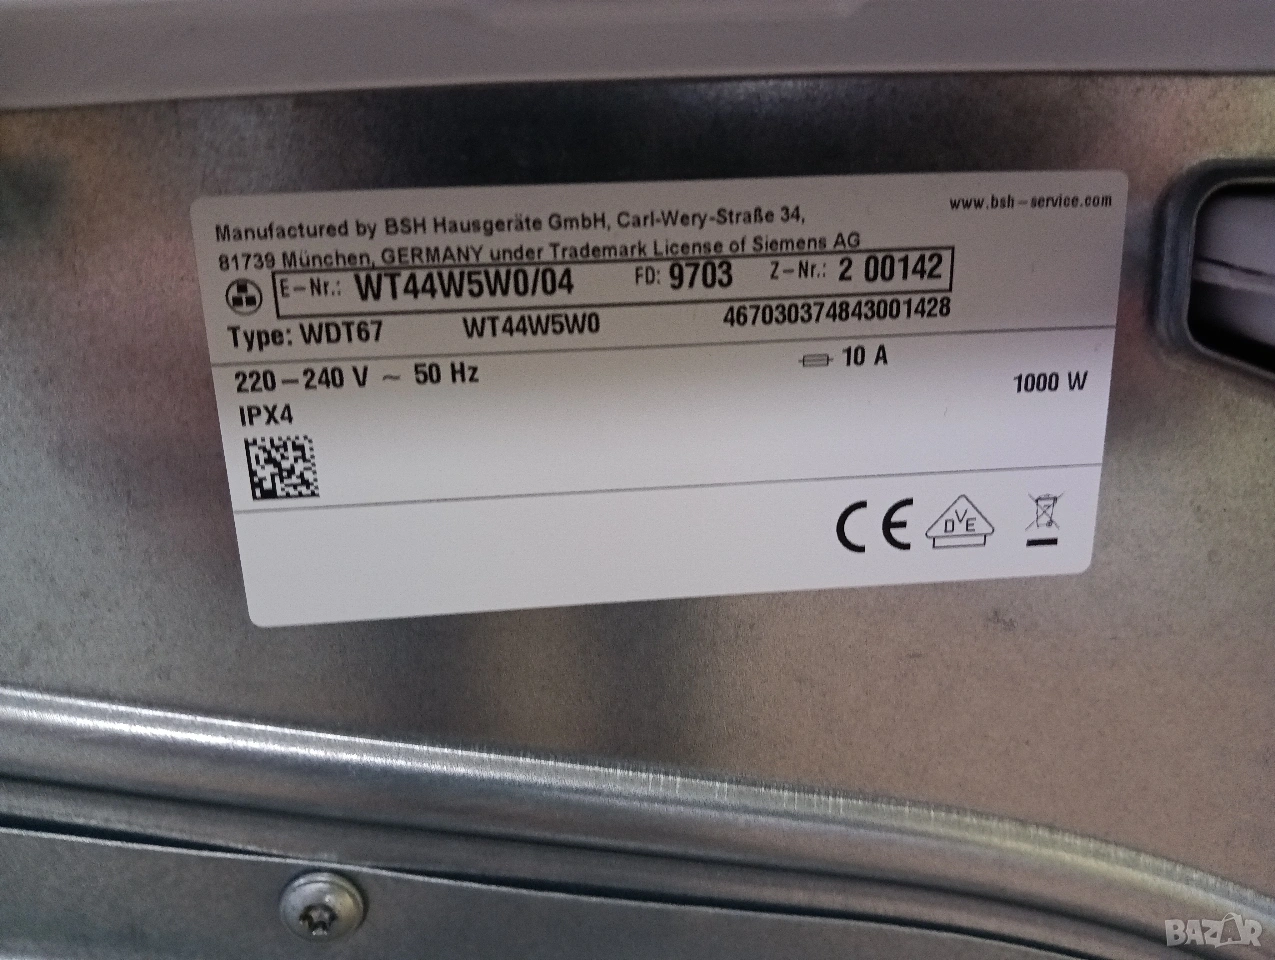 www.bsh-service.com
Manufactured by BSH Hausgeräte GmbH, Carl-Wery-Straße 34,
81739 München, GERMANY under Trademark License of Siemens AG
E-Nr.: WT44W5W0/04 FD: 9703 Z-Nr.: 2 00142
Type: WDT67 WT44W5W0 467030374843001428
220-240 V ~ 50 Hz 10 A
1000 W
IPX4
CE DVE
BAZAR